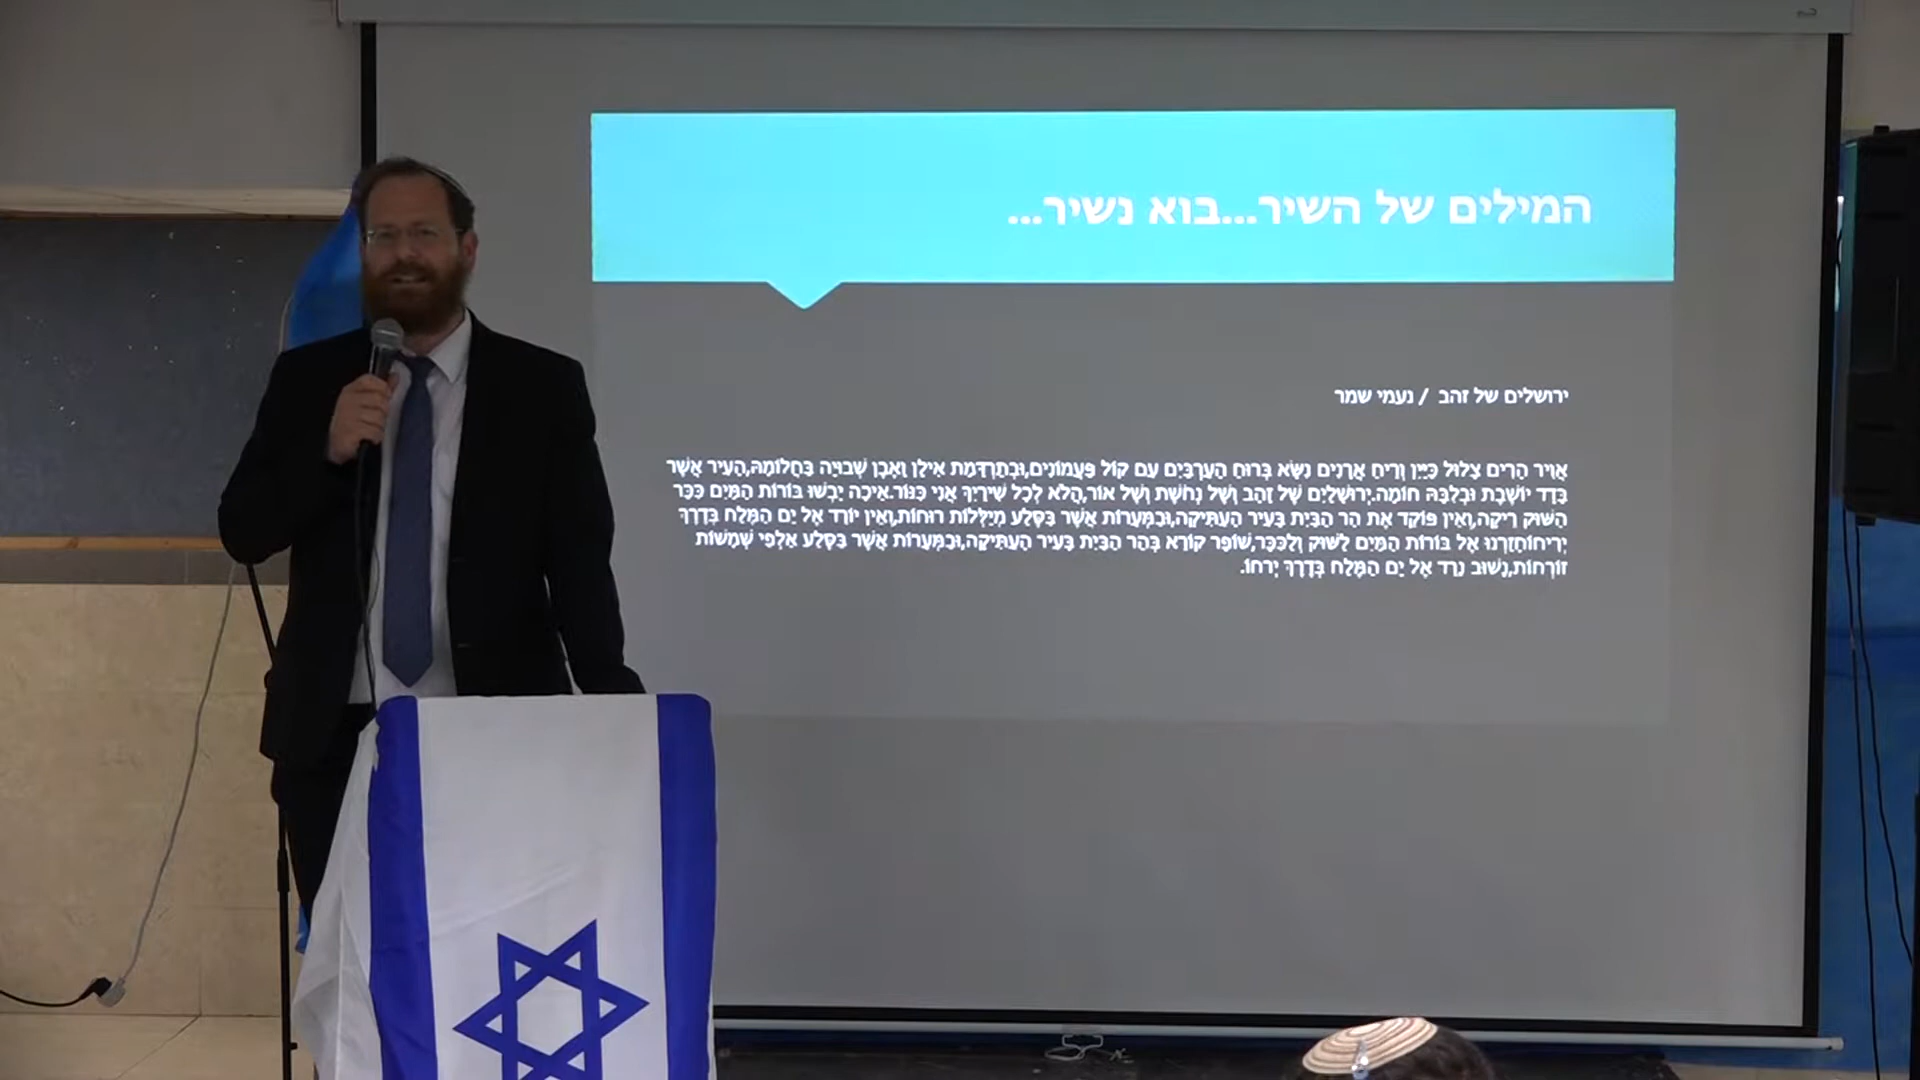 המילים של השיר...בוא נשיר...
ירושלים של זהב / נעמי שמר
אֲוִיר הָרִים צָלוּל כַּיַּיִן וְרֵיחַ אֳרָנִים נִשָּׂא בְּרוּחַ הָעַרְבַּיִם עִם קוֹל פַּעֲמוֹנִים,וּבְתַרְדֵּמַת אִילָן וָאֶבֶן שְׁבוּיָה בַּחֲלוֹמָהּ,הָעִיר אֲשֶׁר
בָּדָד יוֹשֶׁבֶת וּבְלִבָּהּ חוֹמָה.יְרוּשָׁלַיִם שֶׁל זָהָב וְשֶׁל נְחֹשֶׁת וְשֶׁל אוֹר,הֲלֹא לְכָל שִׁירַיִךְ אֲנִי כִּנּוֹר.אֵיכָה יָבְשׁוּ בּוֹרוֹת הַמַּיִם כִּכַּר
הַשּׁוּק רֵיקָה,וְאֵין פּוֹקֵד אֶת הַר הַבַּיִת בָּעִיר הָעַתִּיקָה,וּבַמְּעָרוֹת אֲשֶׁר בַּסֶּלַע מְיַלְּלוֹת רוּחוֹת,וְאֵין יוֹרֵד אֶל יַם הַמֶּלַח בְּדֶרֶךְ
יְרִיחוֹחָזַרְנוּ אֶל בּוֹרוֹת הַמַּיִם לַשּׁוּק וְלַכִּכָּר,שׁוֹפָר קוֹרֵא בְּהַר הַבַּיִת בָּעִיר הָעַתִּיקָה,וּבַמְּעָרוֹת אֲשֶׁר בַּסֶּלַע אַלְפֵי שְׁמָשׁוֹת
זוֹרְחוֹת,נָשׁוּב נֵרֵד אֶל יַם הַמֶּלַח בְּדֶרֶךְ יְרִחוֹ.